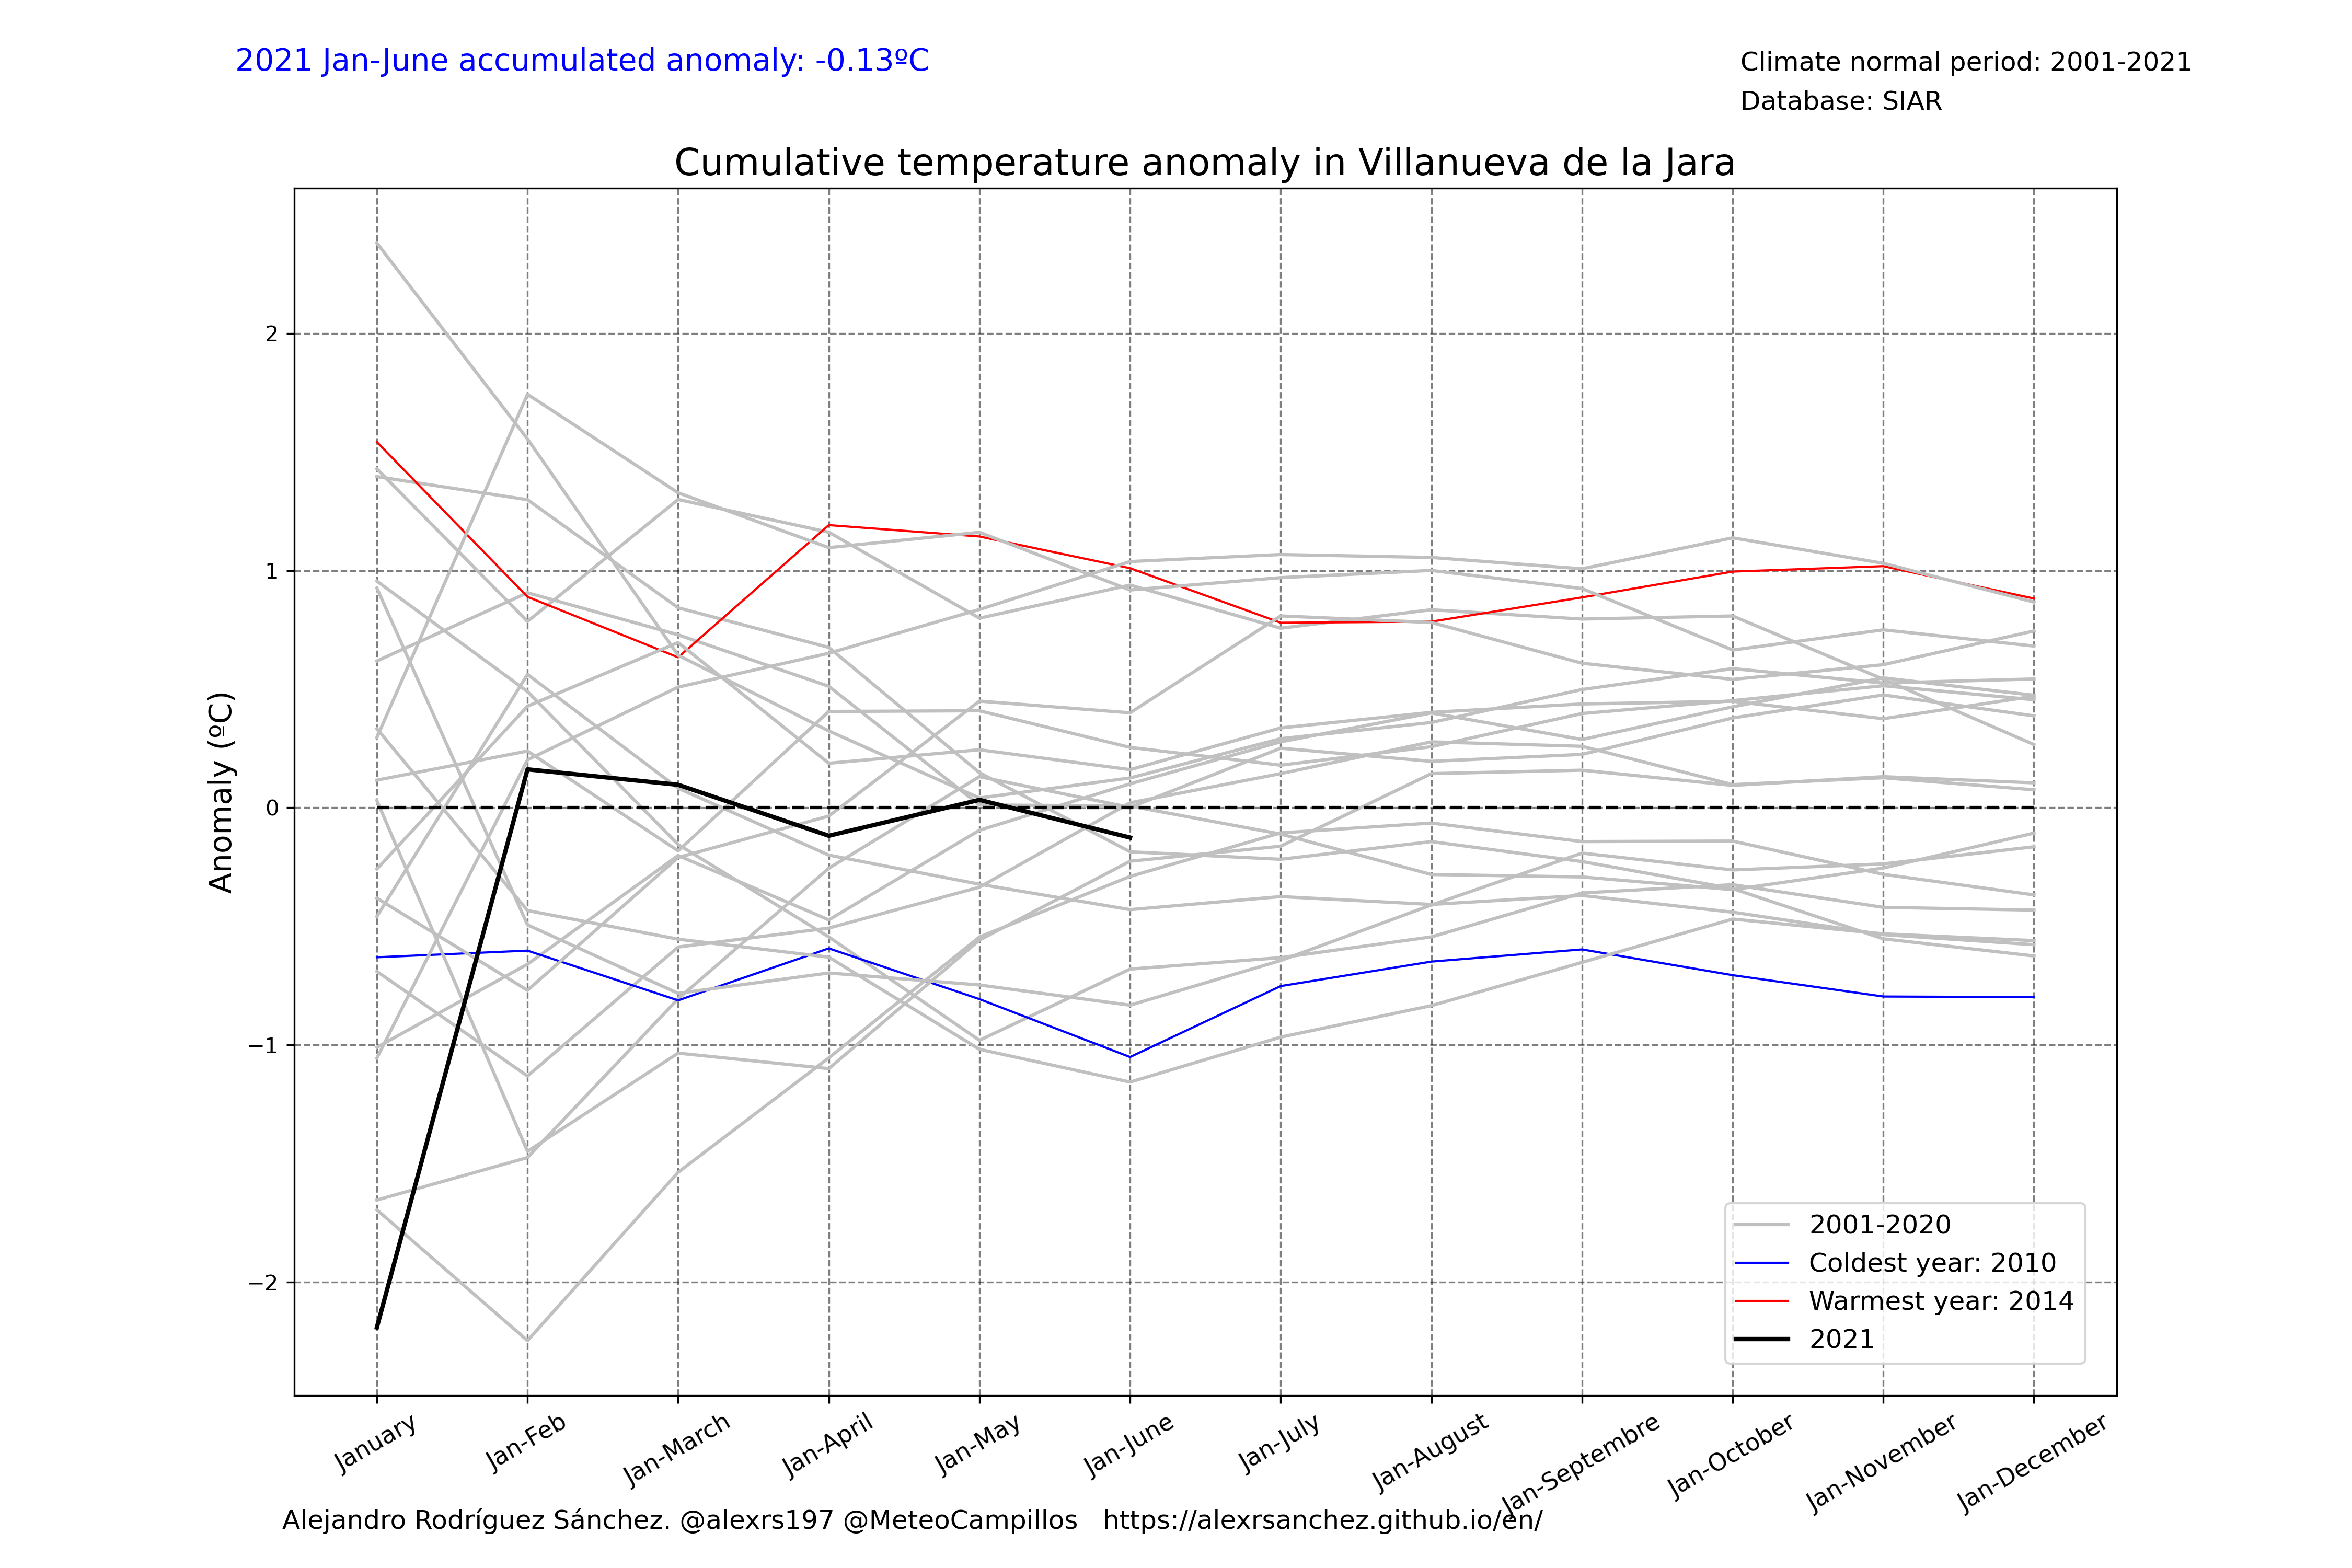 2021 Jan-June accumulated anomaly: -0.13ºC
Climate normal period: 2001-2021
Database: SIAR
Cumulative temperature anomaly in Villanueva de la Jara
Anomaly (ºC)
2
1
0
−1
−2
2001-2020
Coldest year: 2010
Warmest year: 2014
2021
January
Jan-Feb
Jan-March
Jan-April
Jan-May
Jan-June
Jan-July
Jan-August
Jan-Septembre
Jan-October
Jan-November
Jan-December
Alejandro Rodríguez Sánchez. @alexrs197 @MeteoCampillos https://alexrsanchez.github.io/en/